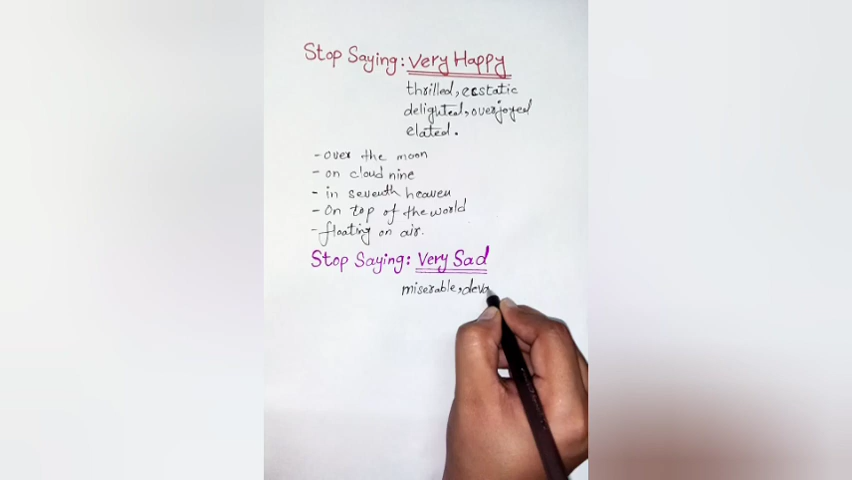 Stop Saying: Very Happy
thrilled, ecstatic
delighted, overjoyed
elated.
- over the moon
- on cloud nine
- in seventh heaven
- On top of the world
- floating on air.
Stop Saying: Very Sad
miserable, deva